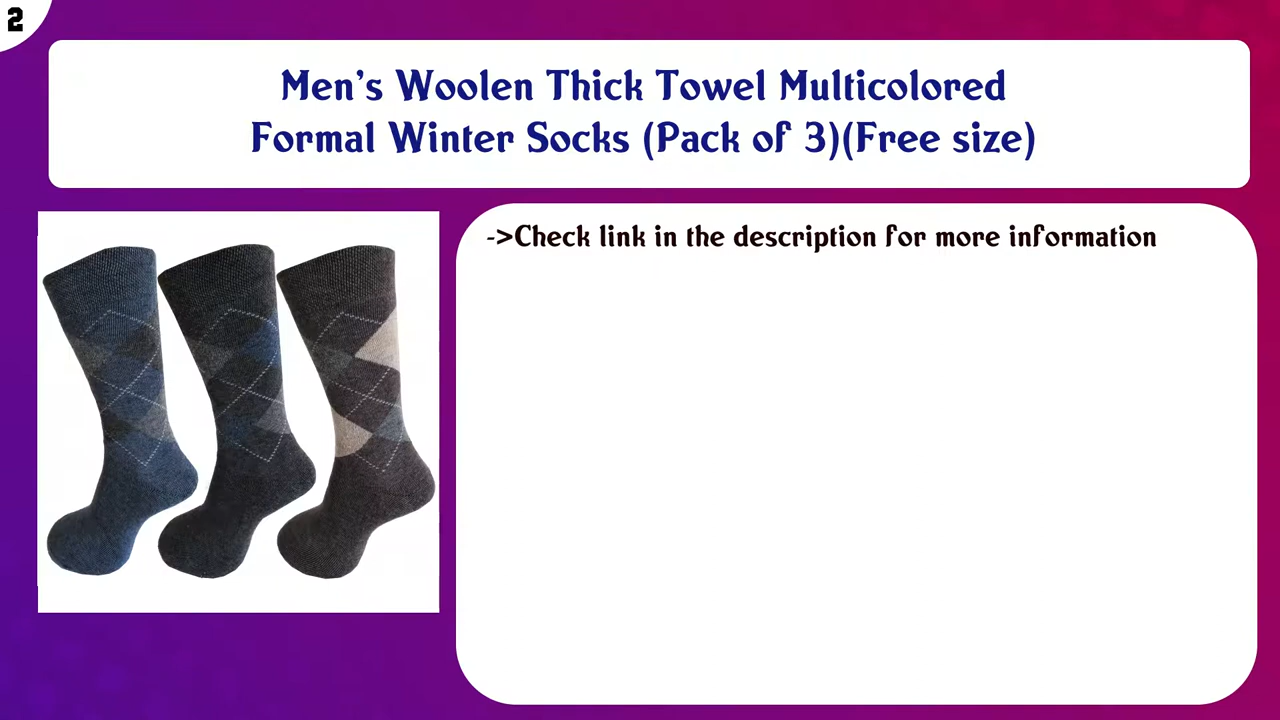 2
Men's Woolen Thick Towel Multicolored
Formal Winter Socks (Pack of 3)(Free size)
->Check link in the description for more information